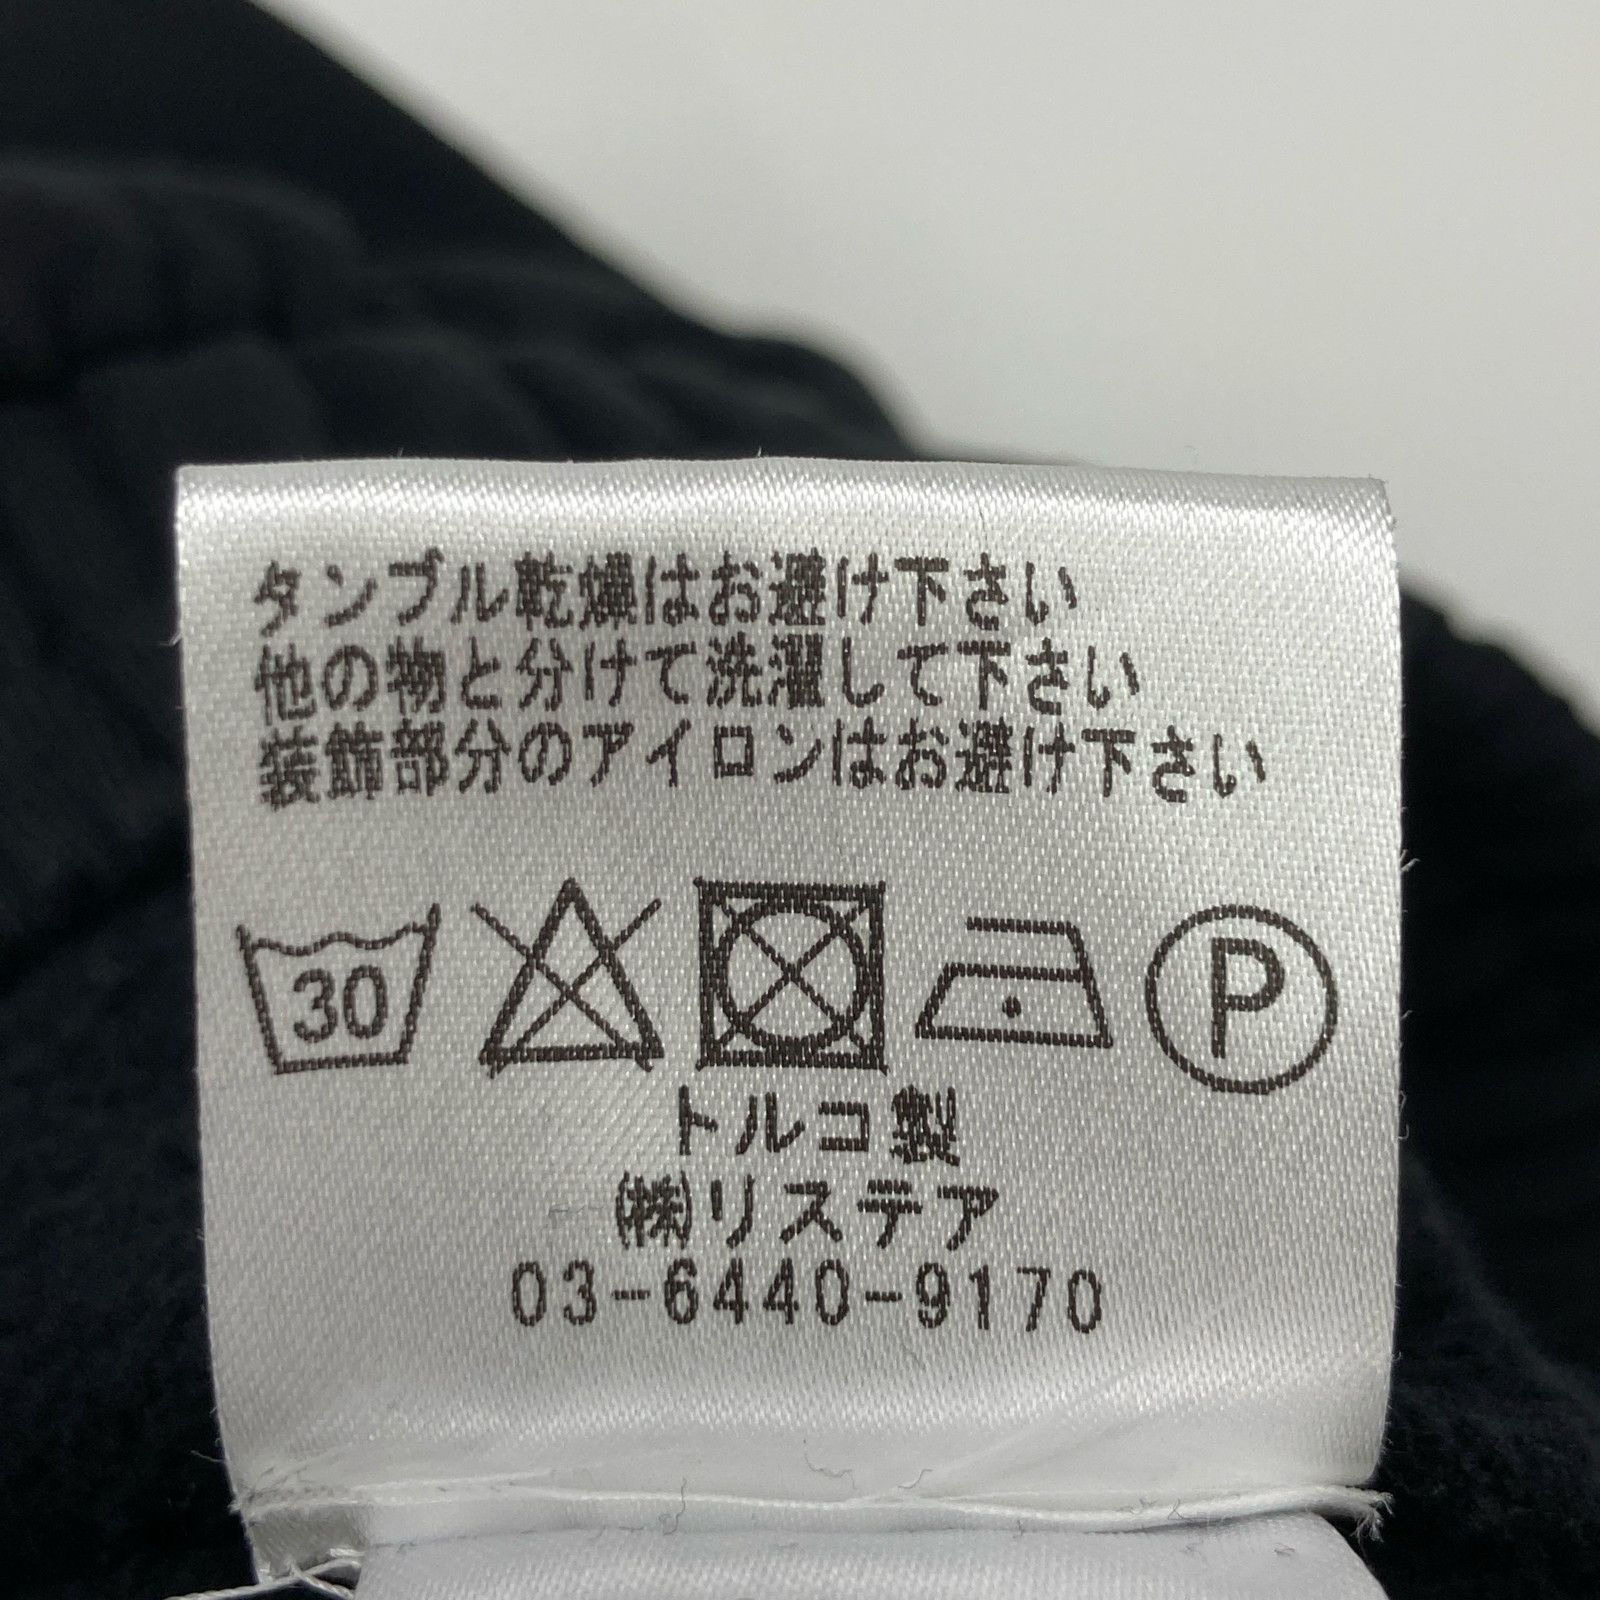 タンブル乾燥はお避け下さい
他の物と分けて洗濯して下さい
装飾部分のアイロンはお避け下さい
30
P
トルコ製
㈱リステア
03-6440-9170